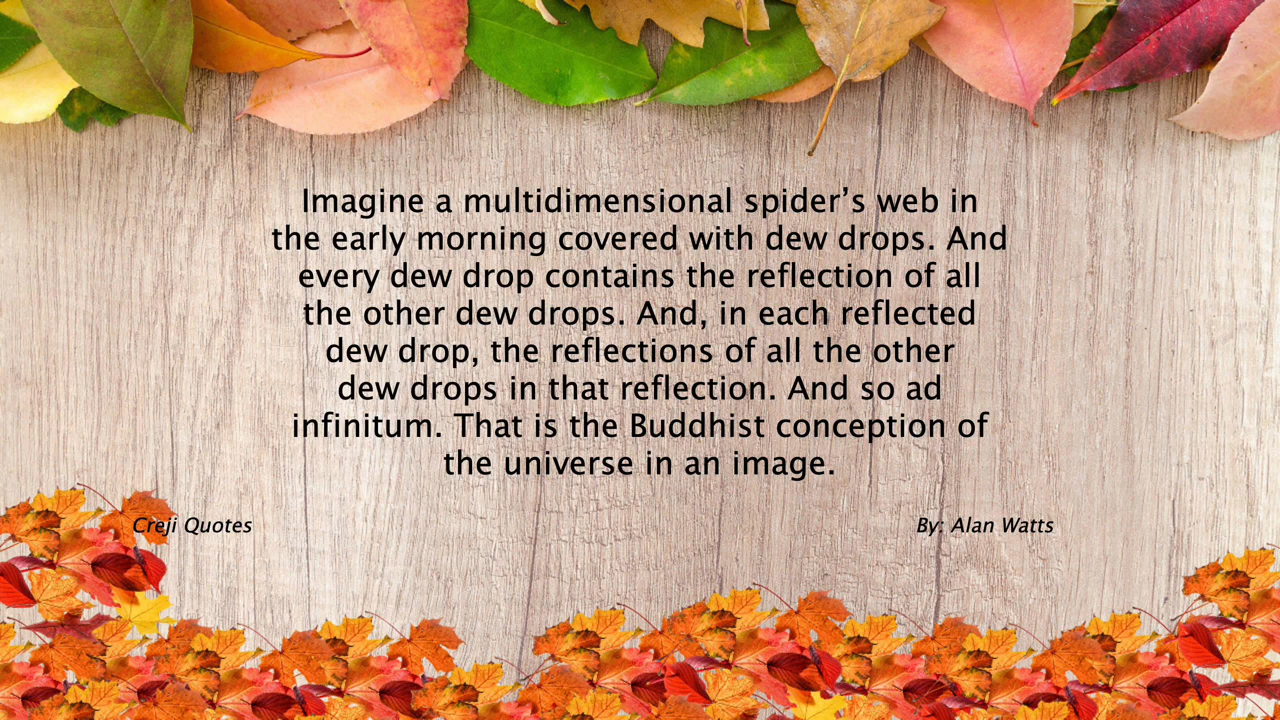 Imagine a multidimensional spider’s web in
the early morning covered with dew drops. And
every dew drop contains the reflection of all
the other dew drops. And, in each reflected
dew drop, the reflections of all the other
dew drops in that reflection. And so ad
infinitum. That is the Buddhist conception of
the universe in an image.
Creji Quotes
By: Alan Watts